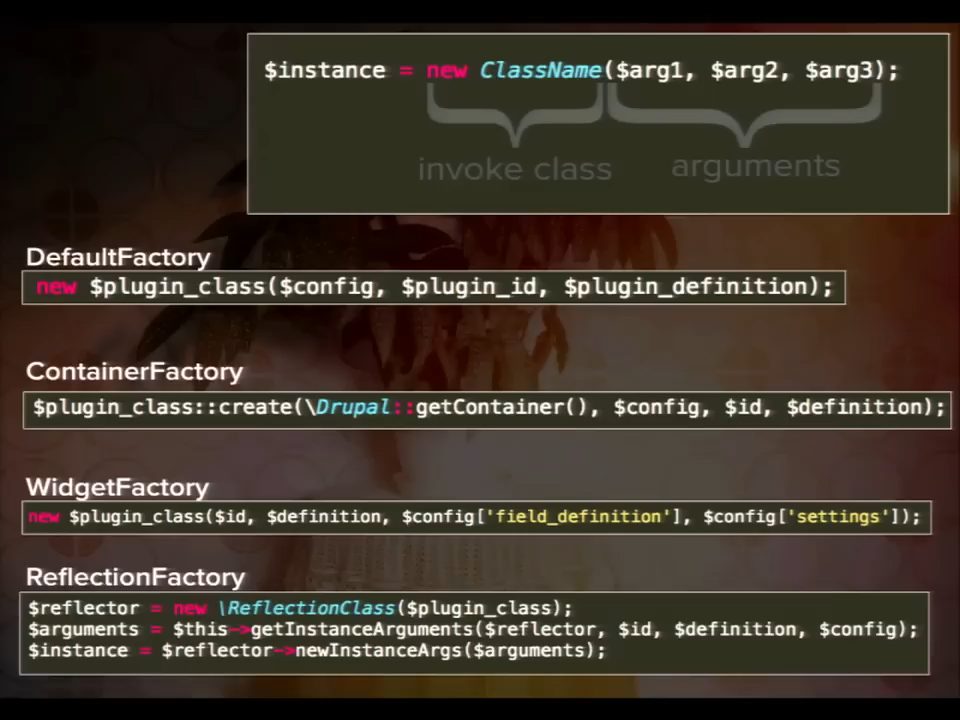 $instance = new ClassName($arg1, $arg2, $arg3);
invoke class arguments
DefaultFactory
new $plugin_class($config, $plugin_id, $plugin_definition);
ContainerFactory
$plugin_class::create(\Drupal::getContainer(), $config, $id, $definition);
WidgetFactory
new $plugin_class($id, $definition, $config['field_definition'], $config['settings']);
ReflectionFactory
$reflector = new \ReflectionClass($plugin_class);
$arguments = $this->getInstanceArguments($reflector, $id, $definition, $config);
$instance = $reflector->newInstanceArgs($arguments);